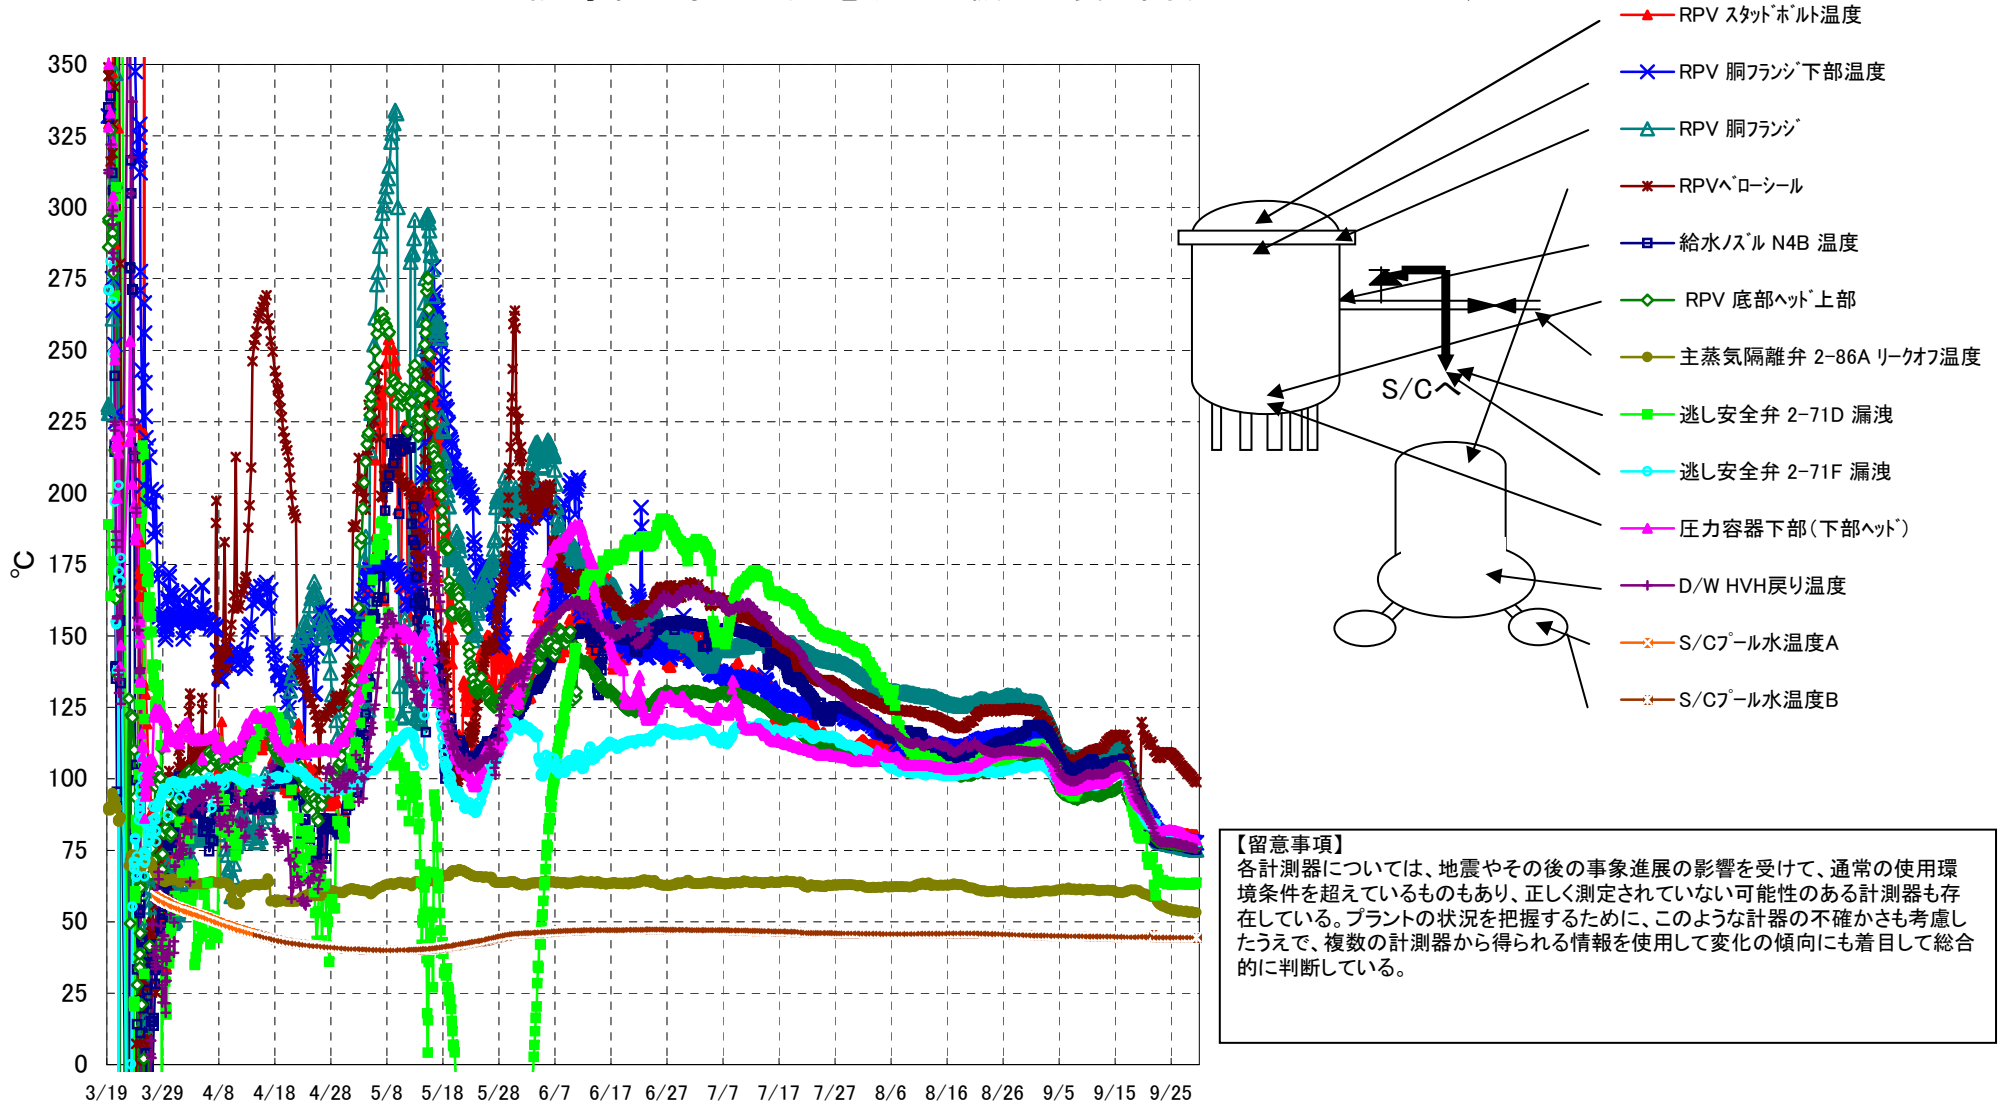 RPV スタッドボルト温度
RPV 胴フランジ下部温度
RPV 胴フランジ
RPVベローシール
給水ノズル N4B 温度
RPV 底部ヘッド上部
主蒸気隔離弁 2-86A リークオフ温度
逃し安全弁 2-71D 漏洩
逃し安全弁 2-71F 漏洩
圧力容器下部(下部ヘッド)
D/W HVH戻り温度
S/Cプール水温度A
S/Cプール水温度B
350
325
300
275
250
225
200
175
150
125
100
75
50
25
0
℃
3/19 3/29 4/8 4/18 4/28 5/8 5/18 5/28 6/7 6/17 6/27 7/7 7/17 7/27 8/6 8/16 8/26 9/5 9/15 9/25
S/Cへ
【留意事項】
各計測器については、地震やその後の事象進展の影響を受けて、通常の使用環
境条件を超えているものもあり、正しく測定されていない可能性のある計測器も存
在している。プラントの状況を把握するために、このような計器の不確かさも考慮し
たうえで、複数の計測器から得られる情報を使用して変化の傾向にも着目して総合
的に判断している。